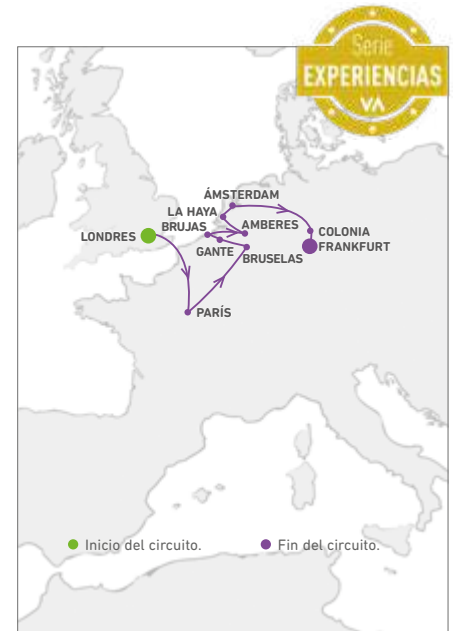 Serie
EXPERIENCIAS
VA
ÁMSTERDAM
LA HAYA
BRUJAS
AMBERES
LONDRES
COLONIA
GANTE
FRANKFURT
BRUSELAS
PARÍS
Inicio del circuito.
Fin del circuito.